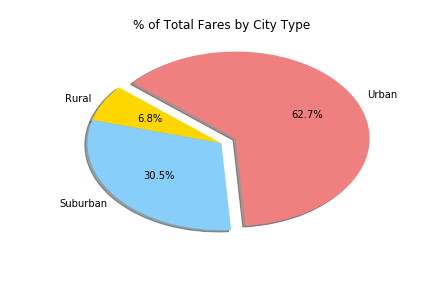 % of Total Fares by City Type
Urban
62.7%
Rural
6.8%
30.5%
Suburban